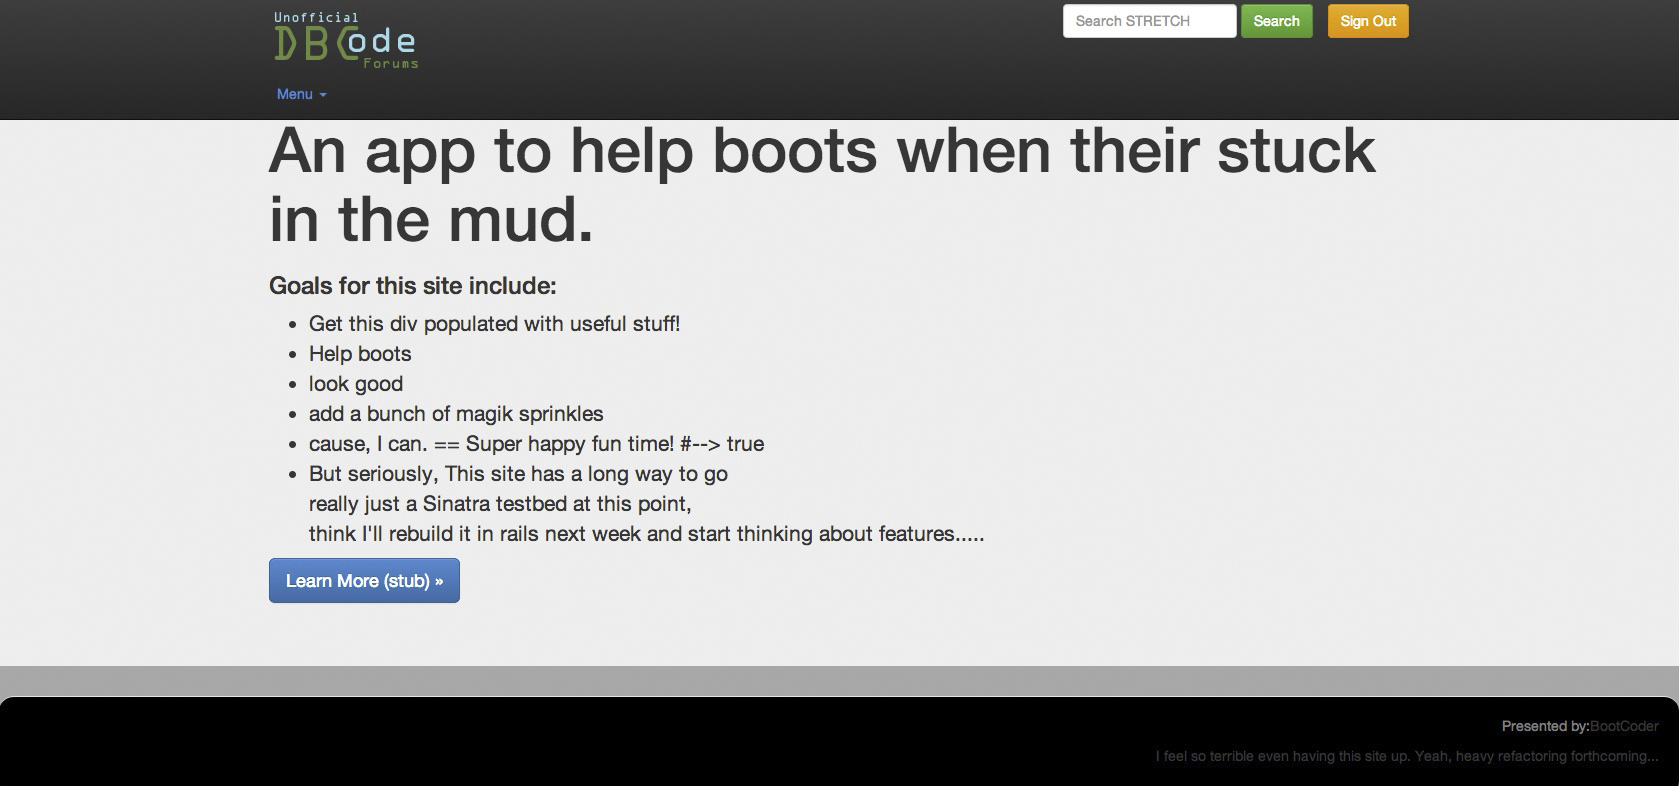 Unofficial
DBCode
Forums
Search STRETCH
Search
Sign Out
Menu
An app to help boots when their stuck
in the mud.
Goals for this site include:
• Get this div populated with useful stuff!
• Help boots
• look good
• add a bunch of magik sprinkles
• cause, I can. == Super happy fun time! #--> true
• But seriously, This site has a long way to go
really just a Sinatra testbed at this point,
think I'll rebuild it in rails next week and start thinking about features.....
Learn More (stub) »
Presented by:BootCoder
I feel so terrible even having this site up. Yeah, heavy refactoring forthcoming...